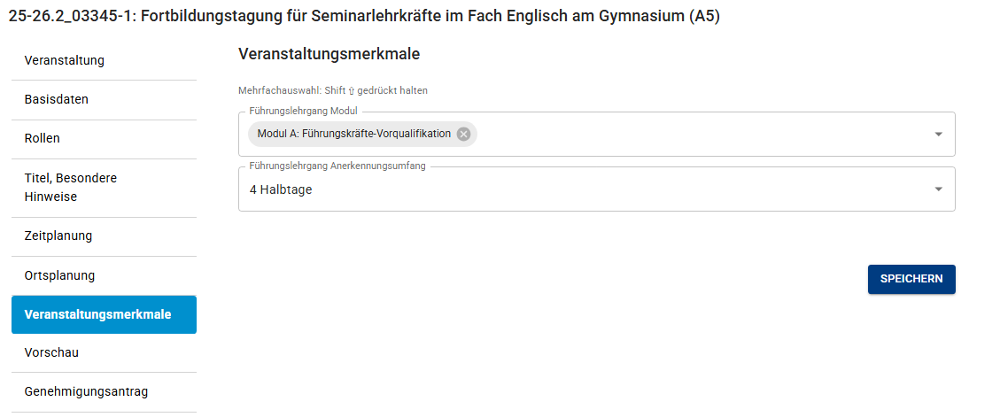 25-26.2_03345-1: Fortbildungstagung für Seminarlehrkräfte im Fach Englisch am Gymnasium (A5)
Veranstaltung
Basisdaten
Rollen
Titel, Besondere
Hinweise
Zeitplanung
Ortsplanung
Veranstaltungsmerkmale
Vorschau
Genehmigungsantrag
Veranstaltungsmerkmale
Mehrfachauswahl: Shift ⇧ gedrückt halten
Führungslehrgang Modul
Modul A: Führungskräfte-Vorqualifikation
Führungslehrgang Anerkennungsumfang
4 Halbtage
SPEICHERN